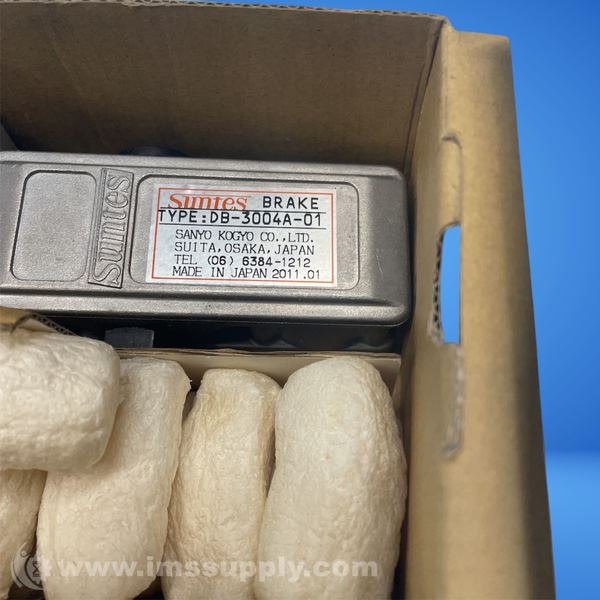 Suntes
Suntes BRAKE
TYPE:DB-3004A-01
SANYO KOGYO CO.,LTD.
SUITA,OSAKA,JAPAN
TEL (06) 6384-1212
MADE IN JAPAN 2011.01
www.imssupply.com